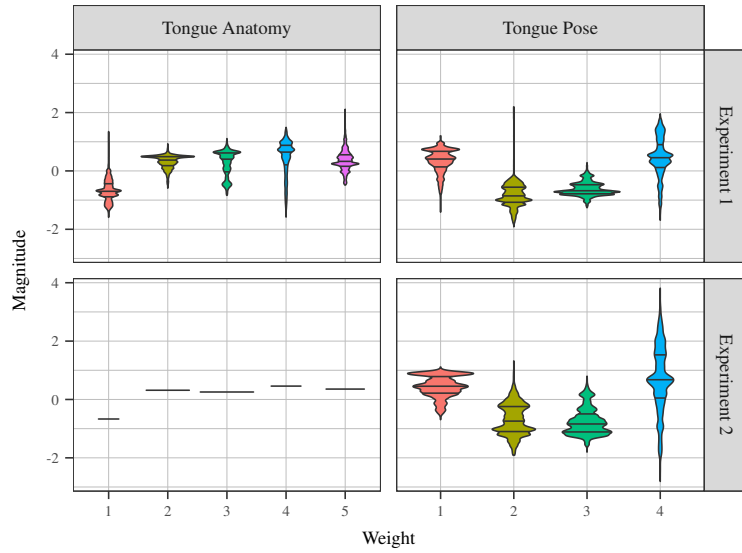 Tongue Anatomy
Tongue Pose
4
2
0
-2
Experiment 1
Magnitude
4
2
0
-2
Experiment 2
1 2 3 4 5
1 2 3 4
Weight